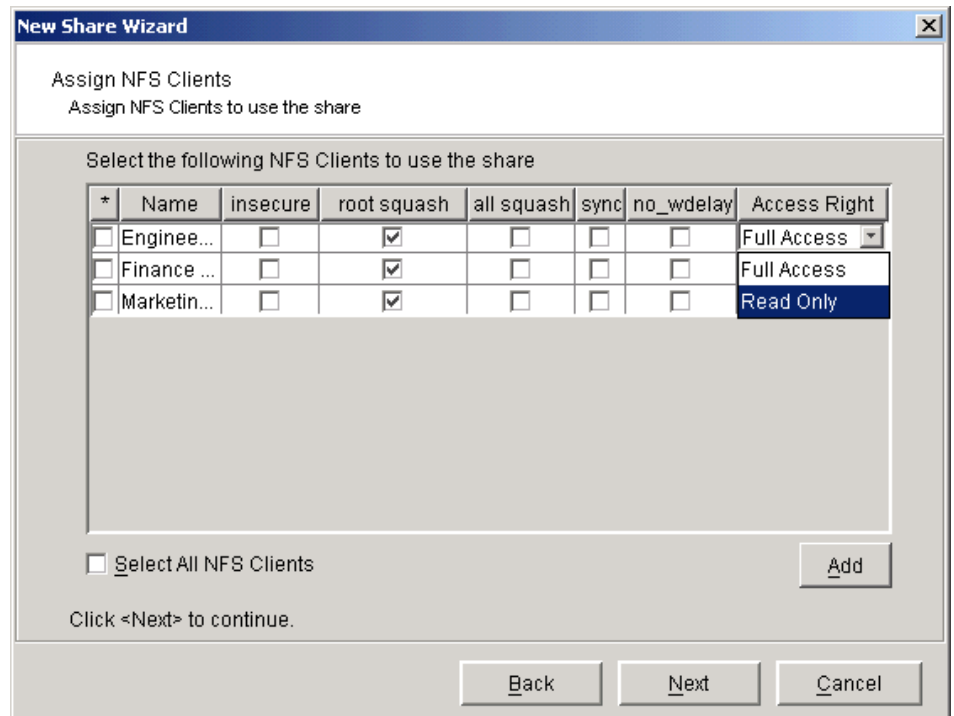 New Share Wizard
Assign NFS Clients
Assign NFS Clients to use the share
Select the following NFS Clients to use the share
* Name insecure root squash all squash sync no_wdelay Access Right
Enginee... Full Access
Finance ... Full Access
Marketin... Read Only
Select All NFS Clients Add
Click <Next> to continue.
Back Next Cancel